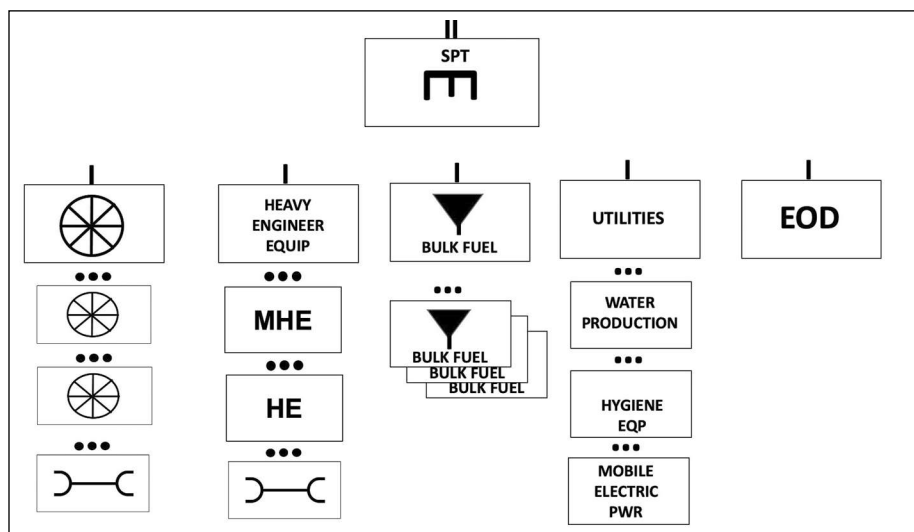 SPT
HEAVY
ENGINEER
EQUIP
BULK FUEL
UTILITIES
EOD
MHE
BULK FUEL
BULK FUEL
BULK FUEL
WATER
PRODUCTION
HE
HYGIENE
EQP
MOBILE
ELECTRIC
PWR